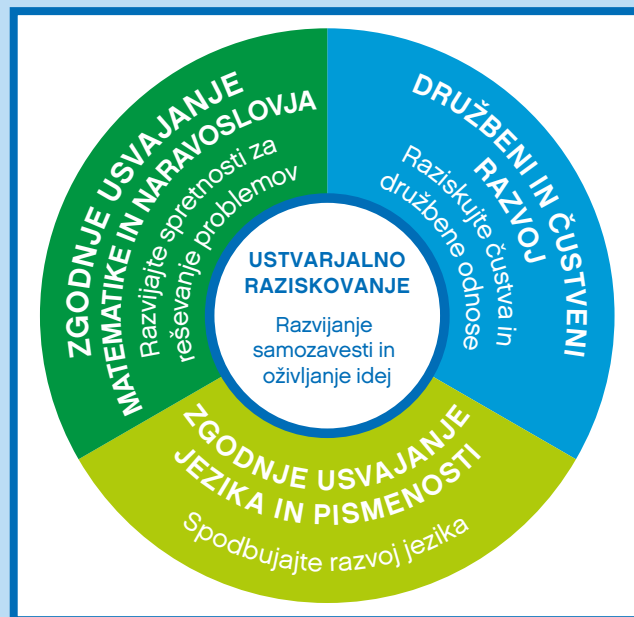 ZGODNJE USVAJANJE
MATEMATIKE IN NARAVOSLOVJA
Razvijajte spretnosti za
reševanje problemov
DRUŽBENI IN ČUSTVENI
RAZVOJ
Raziskujte čustva in
družbene odnose
USTVARJALNO
RAZISKOVANJE
Razvijanje
samozavesti in
oživljanje idej
ZGODNJE USVAJANJE
JEZIKA IN PISMENOSTI
Spodbujajte razvoj jezika